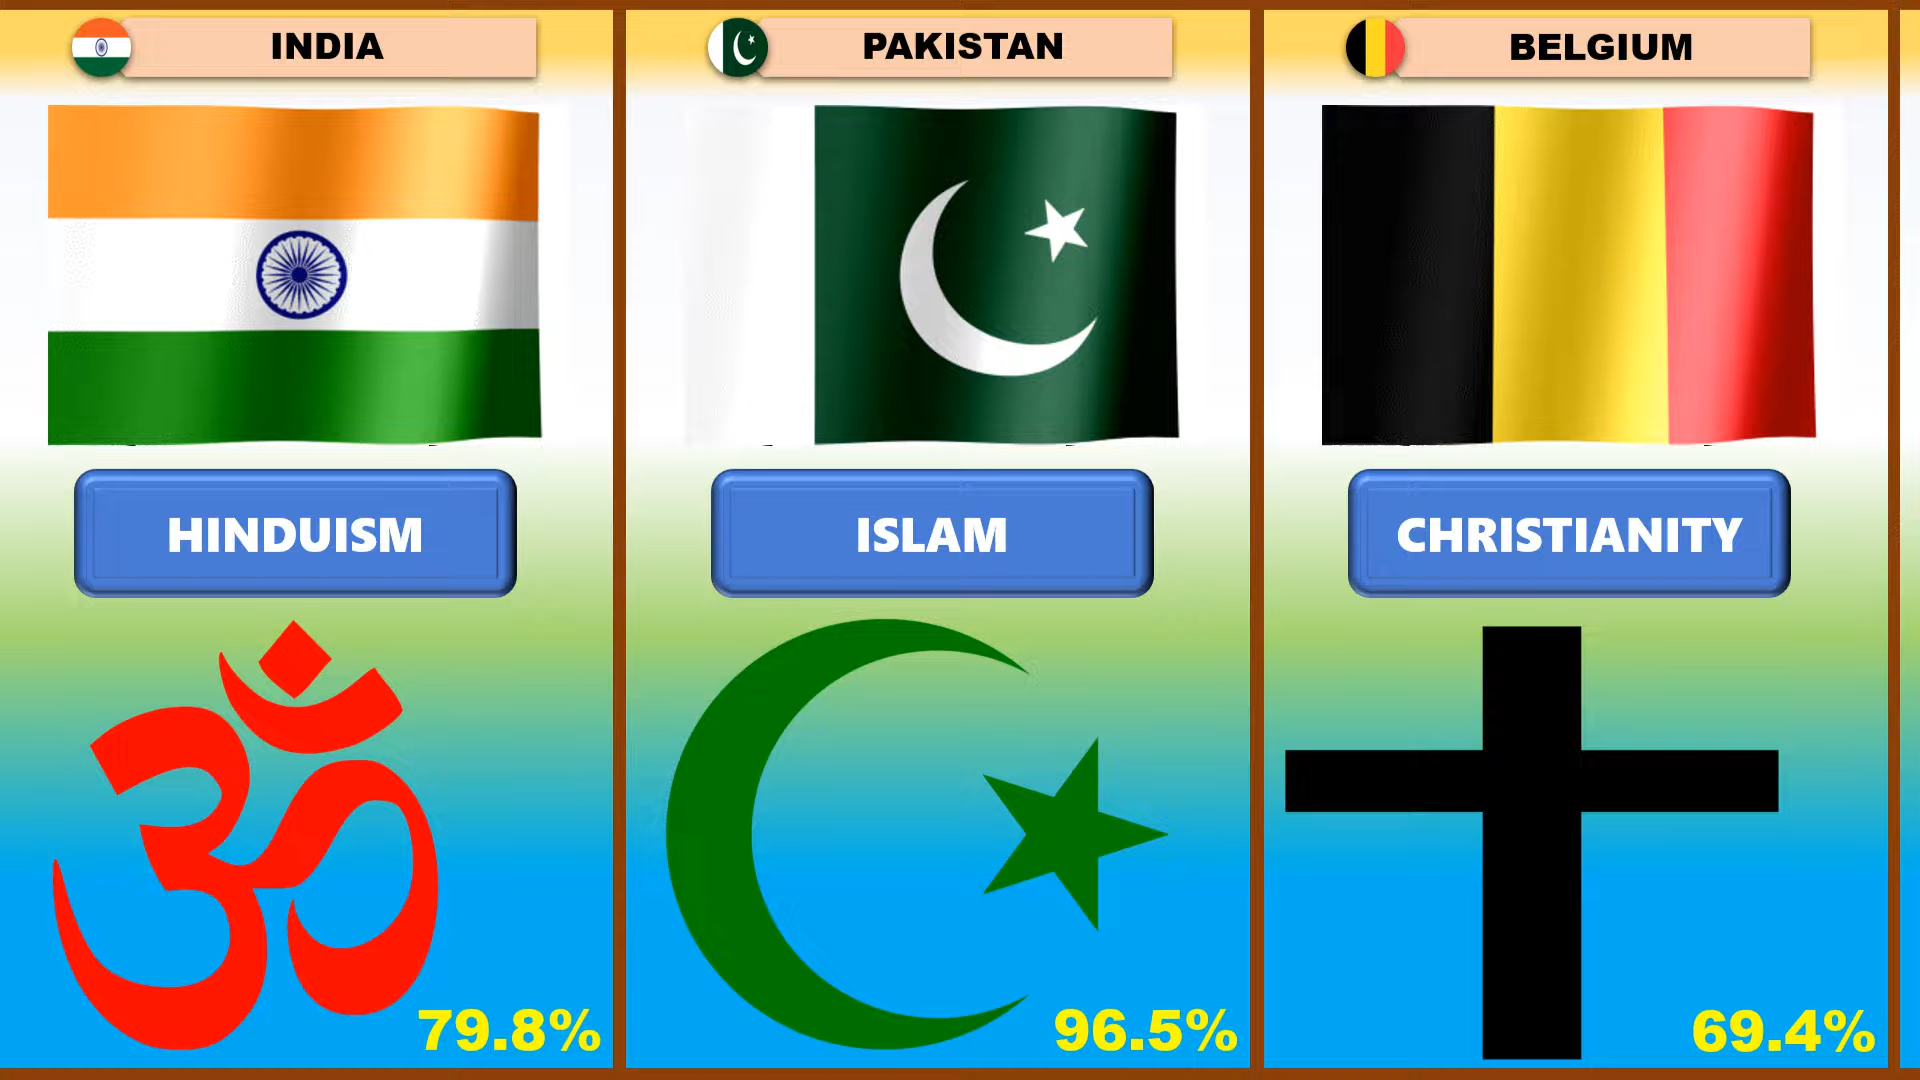 INDIA
HINDUISM
79.8%
PAKISTAN
ISLAM
96.5%
BELGIUM
CHRISTIANITY
69.4%